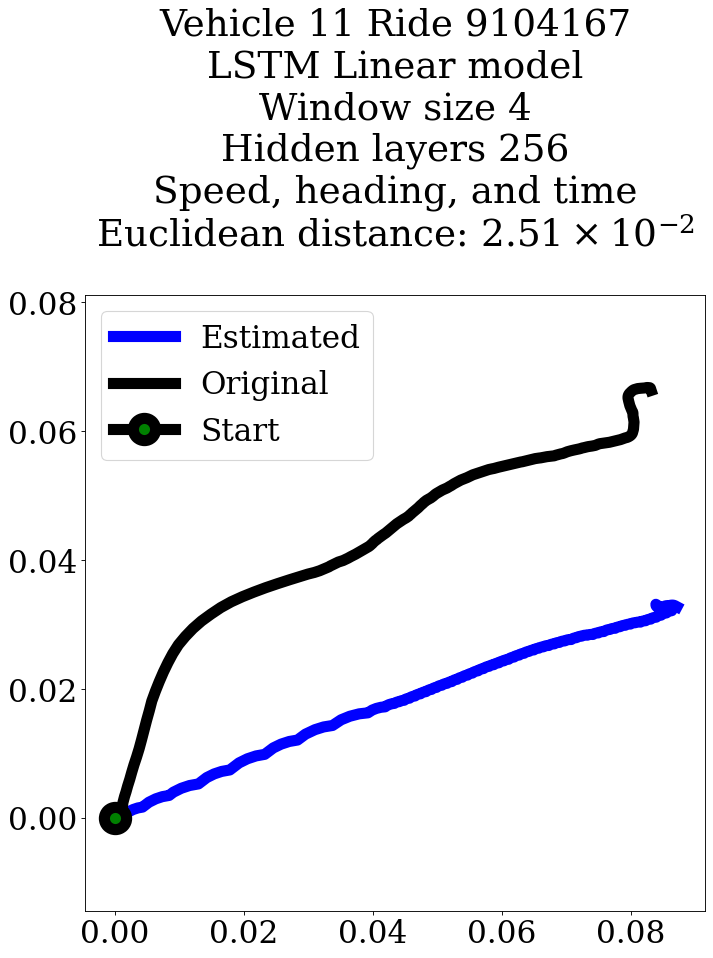 Vehicle 11 Ride 9104167
LSTM Linear model
Window size 4
Hidden layers 256
Speed, heading, and time
Euclidean distance: 2.51 × 10⁻²
0.08
Estimated
Original
Start
0.06
0.04
0.02
0.00
0.00 0.02 0.04 0.06 0.08